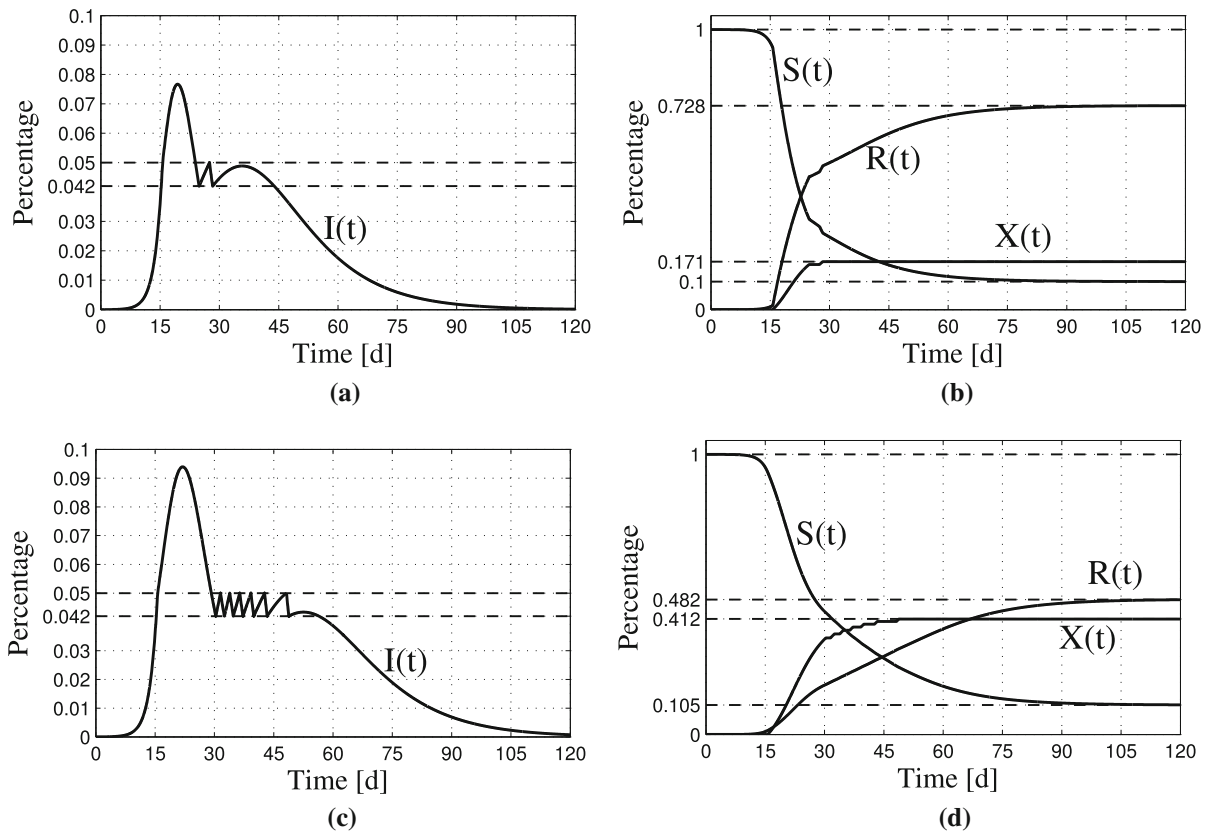 0.1
0.09
0.08
0.07
0.06
0.05
0.042
0.03
0.02
0.01
0
Percentage
I(t)
0 15 30 45 60 75 90 105 120
Time [d]
(a)
1
0.728
0.171
0.1
0
Percentage
S(t)
R(t)
X(t)
0 15 30 45 60 75 90 105 120
Time [d]
(b)
0.1
0.09
0.08
0.07
0.06
0.05
0.042
0.03
0.02
0.01
0
Percentage
I(t)
0 15 30 45 60 75 90 105 120
Time [d]
(c)
1
0.482
0.412
0.105
0
Percentage
S(t)
R(t)
X(t)
0 15 30 45 60 75 90 105 120
Time [d]
(d)